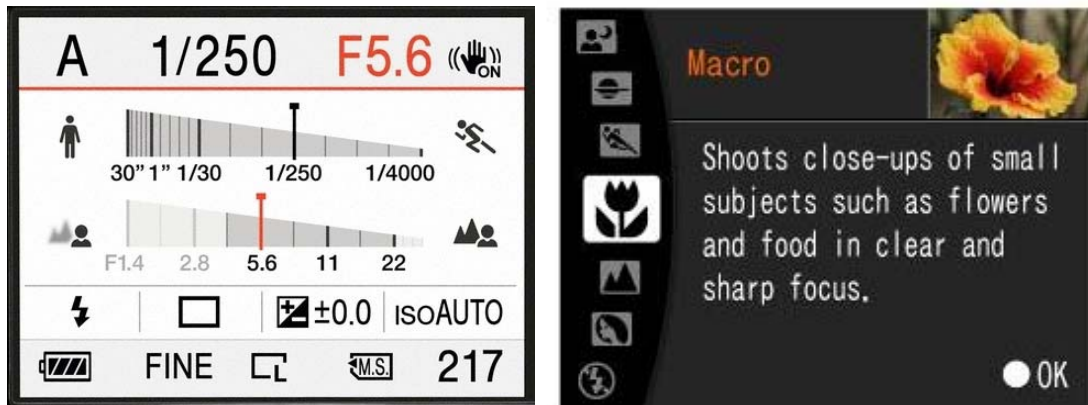 A 1/250 F5.6 ON
30" 1" 1/30 1/250 1/4000
F1.4 2.8 5.6 11 22
±0.0 ISOAUTO
FINE L M.S. 217
Macro
Shoots close-ups of small
subjects such as flowers
and food in clear and
sharp focus.
OK